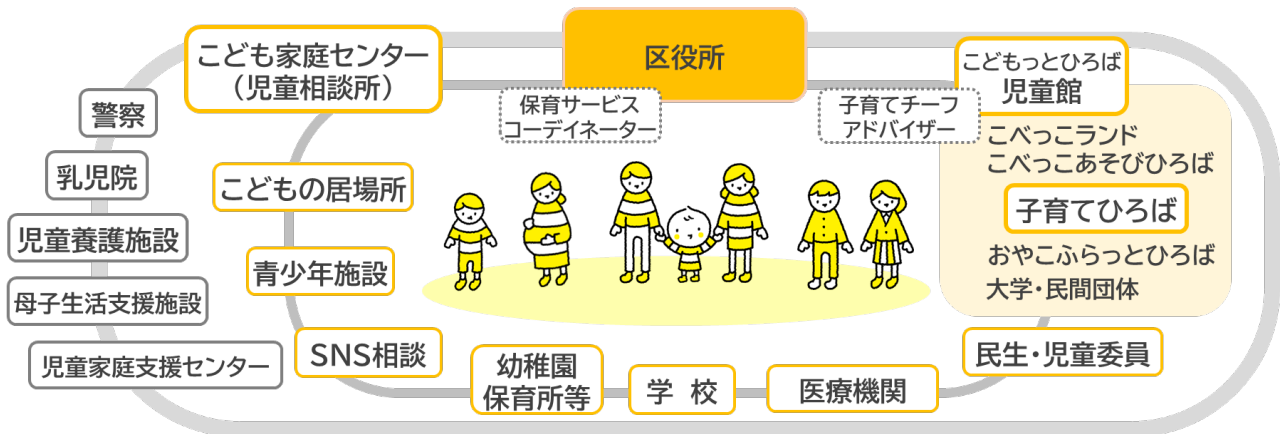 こども家庭センター
（児童相談所）
区役所
こどもっとひろば
児童館
保育サービス
コーデイネーター
子育てチーフ
アドバイザー
警察
乳児院
児童養護施設
母子生活支援施設
児童家庭支援センター
こどもの居場所
青少年施設
SNS相談
幼稚園
保育所等
学 校
医療機関
民生・児童委員
こべっこランド
こべっこあそびひろば
子育てひろば
おやこふらっとひろば
大学・民間団体